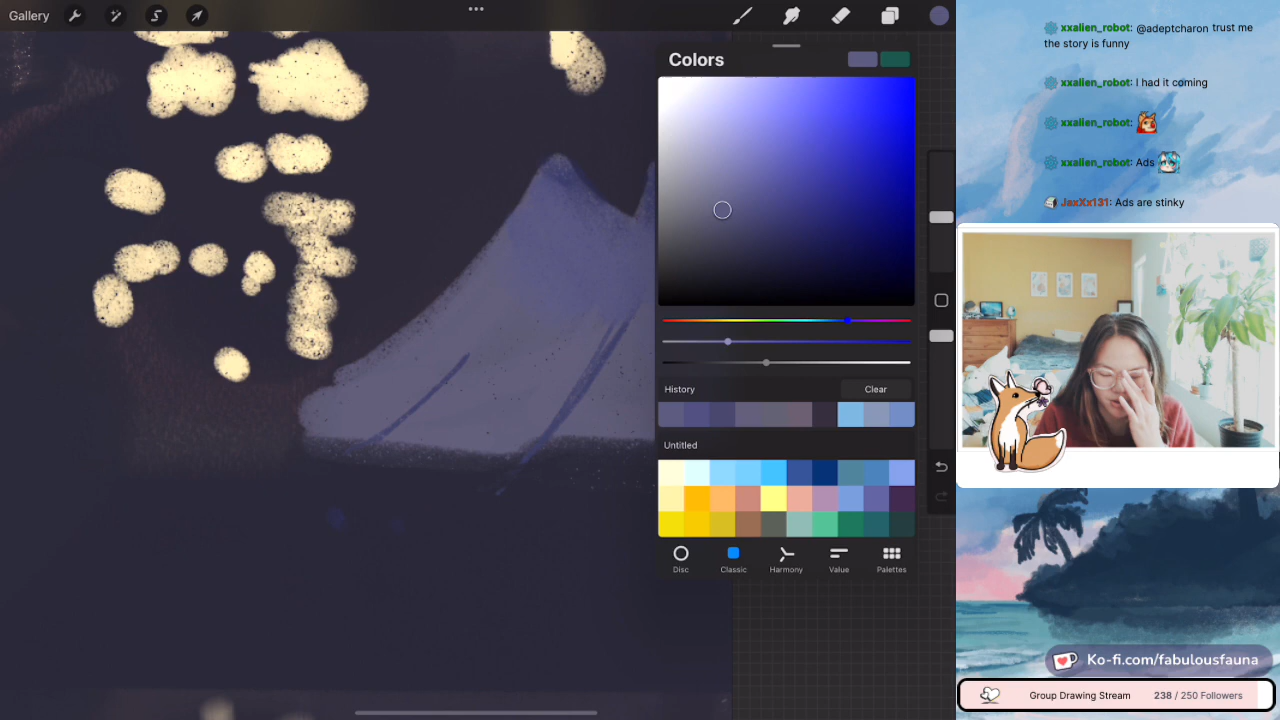 Gallery
Colors
History
Clear
Untitled
Disc
Classic
Harmony
Value
Palettes
xxalien_robot: @adeptcharon trust me
the story is funny
xxalien_robot: I had it coming
xxalien_robot:
xxalien_robot: Ads
JaxXx131: Ads are stinky
Ko-fi.com/fabulousfauna
Group Drawing Stream 238 / 250 Followers